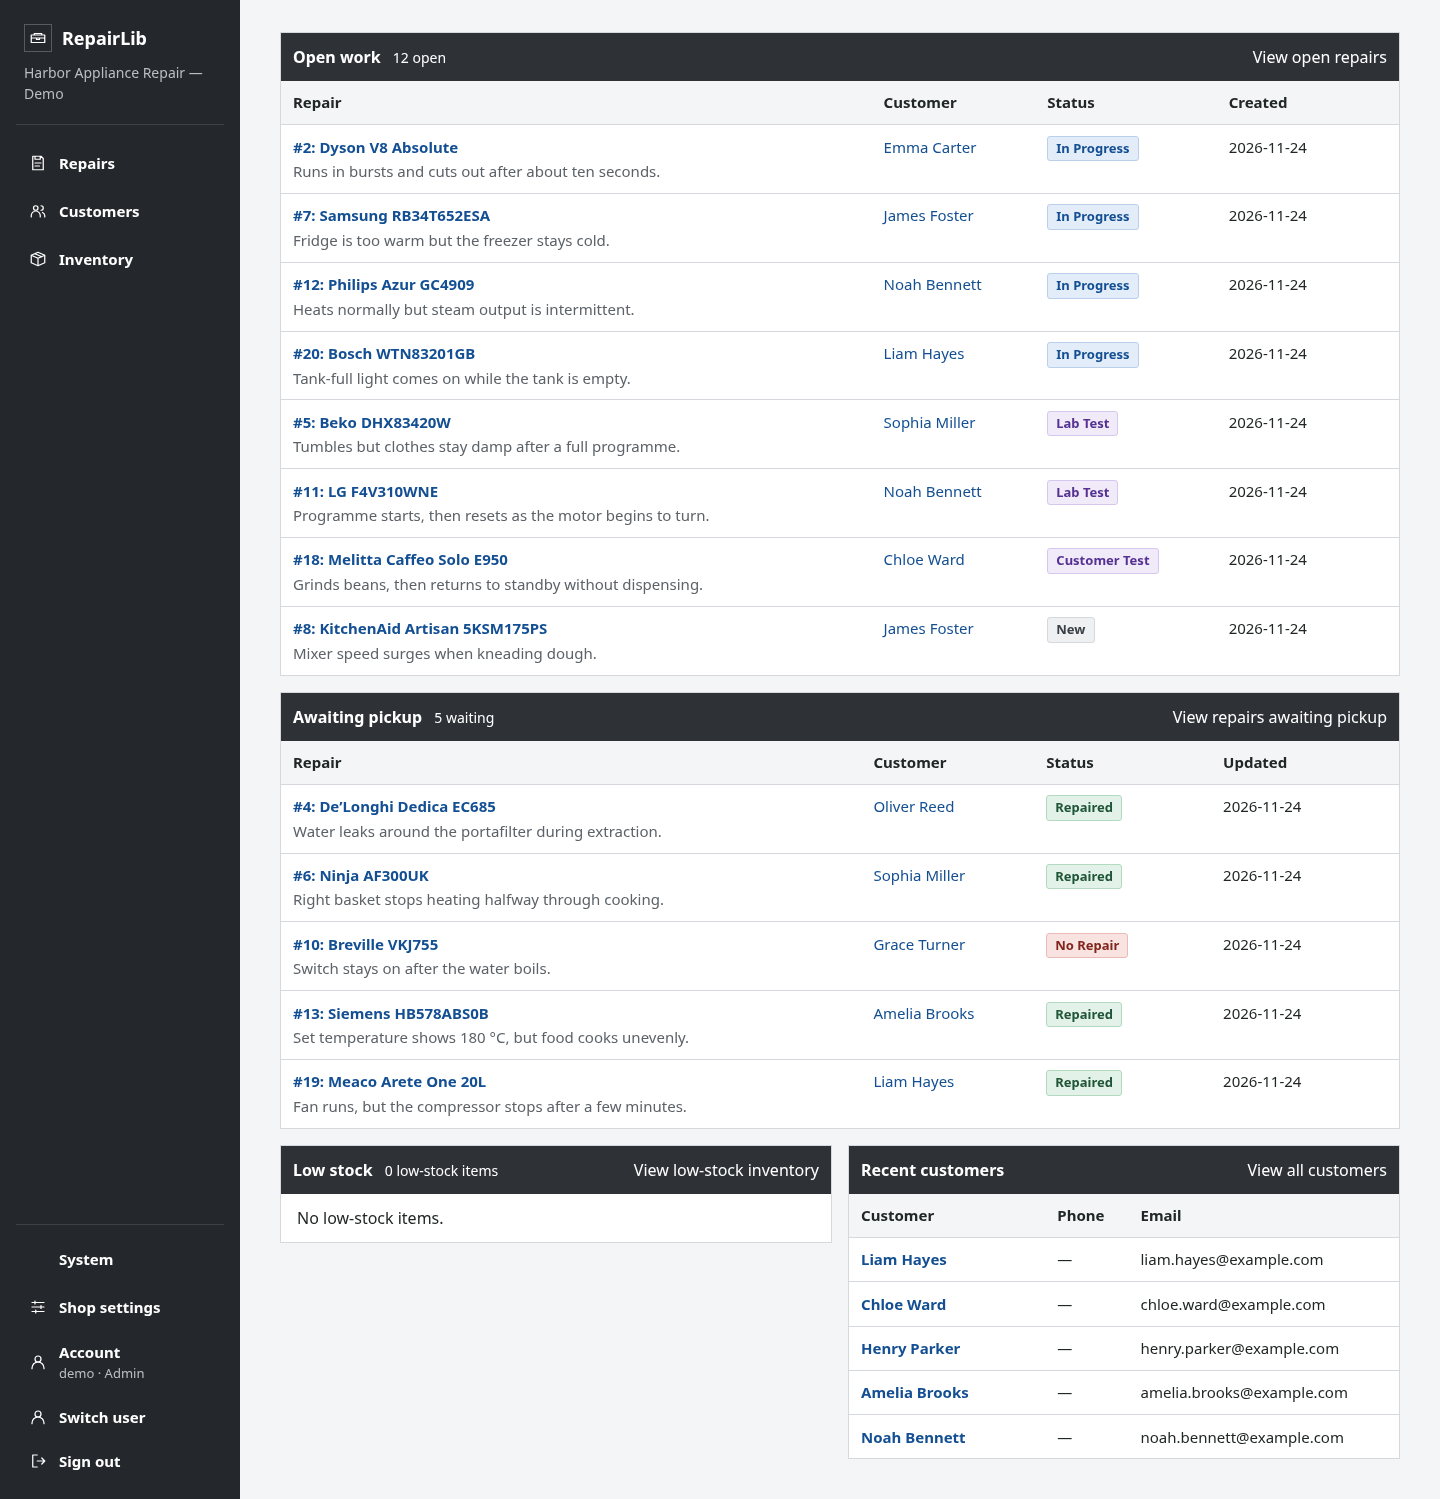 RepairLib
Harbor Appliance Repair —
Demo
Repairs
Customers
Inventory
System
Shop settings
Account
demo · Admin
Switch user
Sign out
Open work 12 open View open repairs
Repair Customer Status Created
#2: Dyson V8 Absolute Emma Carter In Progress 2026-11-24
Runs in bursts and cuts out after about ten seconds.
#7: Samsung RB34T652ESA James Foster In Progress 2026-11-24
Fridge is too warm but the freezer stays cold.
#12: Philips Azur GC4909 Noah Bennett In Progress 2026-11-24
Heats normally but steam output is intermittent.
#20: Bosch WTN83201GB Liam Hayes In Progress 2026-11-24
Tank-full light comes on while the tank is empty.
#5: Beko DHX83420W Sophia Miller Lab Test 2026-11-24
Tumbles but clothes stay damp after a full programme.
#11: LG F4V310WNE Noah Bennett Lab Test 2026-11-24
Programme starts, then resets as the motor begins to turn.
#18: Melitta Caffeo Solo E950 Chloe Ward Customer Test 2026-11-24
Grinds beans, then returns to standby without dispensing.
#8: KitchenAid Artisan 5KSM175PS James Foster New 2026-11-24
Mixer speed surges when kneading dough.
Awaiting pickup 5 waiting View repairs awaiting pickup
Repair Customer Status Updated
#4: De’Longhi Dedica EC685 Oliver Reed Repaired 2026-11-24
Water leaks around the portafilter during extraction.
#6: Ninja AF300UK Sophia Miller Repaired 2026-11-24
Right basket stops heating halfway through cooking.
#10: Breville VKJ755 Grace Turner No Repair 2026-11-24
Switch stays on after the water boils.
#13: Siemens HB578ABS0B Amelia Brooks Repaired 2026-11-24
Set temperature shows 180 °C, but food cooks unevenly.
#19: Meaco Arete One 20L Liam Hayes Repaired 2026-11-24
Fan runs, but the compressor stops after a few minutes.
Low stock 0 low-stock items View low-stock inventory
No low-stock items.
Recent customers View all customers
Customer Phone Email
Liam Hayes — liam.hayes@example.com
Chloe Ward — chloe.ward@example.com
Henry Parker — henry.parker@example.com
Amelia Brooks — amelia.brooks@example.com
Noah Bennett — noah.bennett@example.com